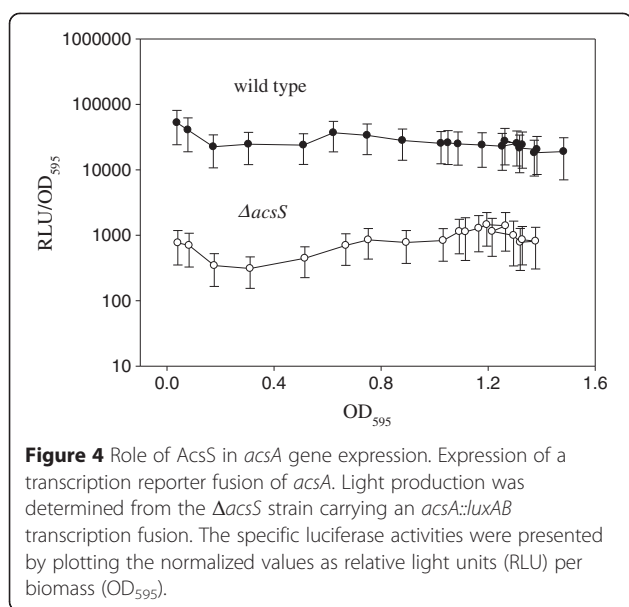 1000000
100000
10000
1000
100
10
RLU/OD595
wild type
ΔacsS
0.0 0.4 0.8 1.2 1.6
OD595
Figure 4 Role of AcsS in acsA gene expression. Expression of a
transcription reporter fusion of acsA. Light production was
determined from the ΔacsS strain carrying an acsA::luxAB
transcription fusion. The specific luciferase activities were presented
by plotting the normalized values as relative light units (RLU) per
biomass (OD595).